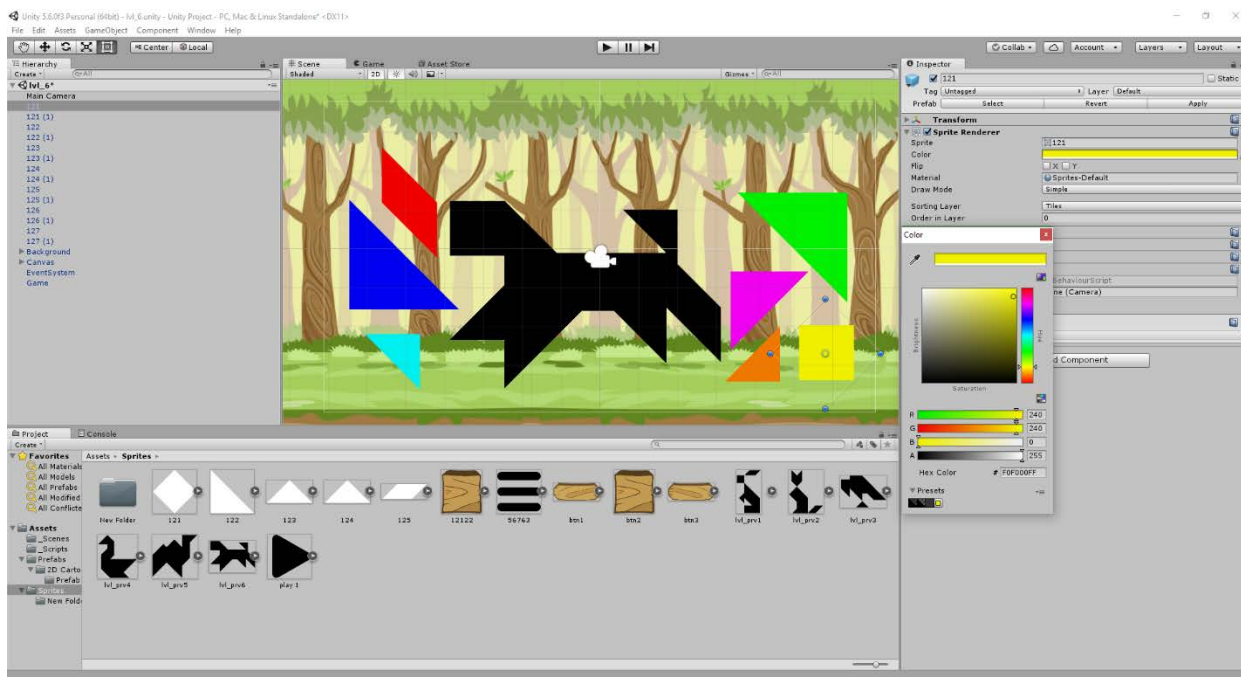 Unity 5.6.0f3 Personal (64bit) - lvl_6.unity - Unity Project - PC, Mac & Linux Standalone* <DX11>
File Edit Assets GameObject Component Window Help
Center Local Collab Account Layers Layout
Hierarchy
Create All
lvl_6*
Main Camera
121
121 (1)
122
122 (1)
123
123 (1)
124
124 (1)
125
125 (1)
126
126 (1)
127
127 (1)
Background
Canvas
EventSystem
Game
Scene Game Asset Store
Shaded 2D Gizmos All
Inspector
121 Static
Tag Untagged Layer Default
Prefab Select Revert Apply
Transform
Sprite Renderer
Sprite 121
Color
Flip X Y
Material Sprites-Default
Draw Mode Simple
Sorting Layer Tiles
Order in Layer 0
BehaviourScript
ne (Camera)
d Component
Color
Brightness
Hue
Saturation
R 240
G 240
B 0
A 255
Hex Color # F0F000FF
Presets
Project Console
Create
Favorites
All Materials
All Models
All Prefabs
All Modified
All Conflicte
Assets
_Scenes
_Scripts
Prefabs
2D Carto
Prefab
Sprites
New Fold
Assets Sprites
New Folder 121 122 123 124 125 12122 56763 btn1 btn2 btn3 lvl_prv1 lvl_prv2 lvl_prv3
lvl_prv4 lvl_prv5 lvl_prv6 play 1